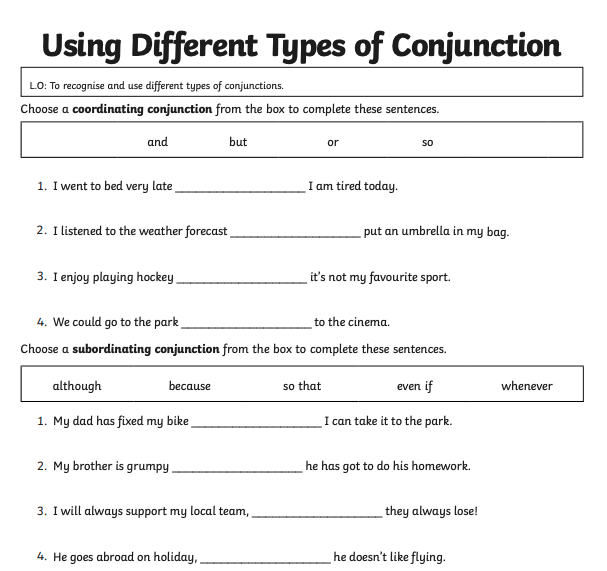 Using Different Types of Conjunction
L.O: To recognise and use different types of conjunctions.
Choose a coordinating conjunction from the box to complete these sentences.
and but or so
1. I went to bed very late ____________________ I am tired today.
2. I listened to the weather forecast ____________________ put an umbrella in my bag.
3. I enjoy playing hockey ____________________ it's not my favourite sport.
4. We could go to the park ____________________ to the cinema.
Choose a subordinating conjunction from the box to complete these sentences.
although because so that even if whenever
1. My dad has fixed my bike ____________________ I can take it to the park.
2. My brother is grumpy ____________________ he has got to do his homework.
3. I will always support my local team, ____________________ they always lose!
4. He goes abroad on holiday, ____________________ he doesn't like flying.